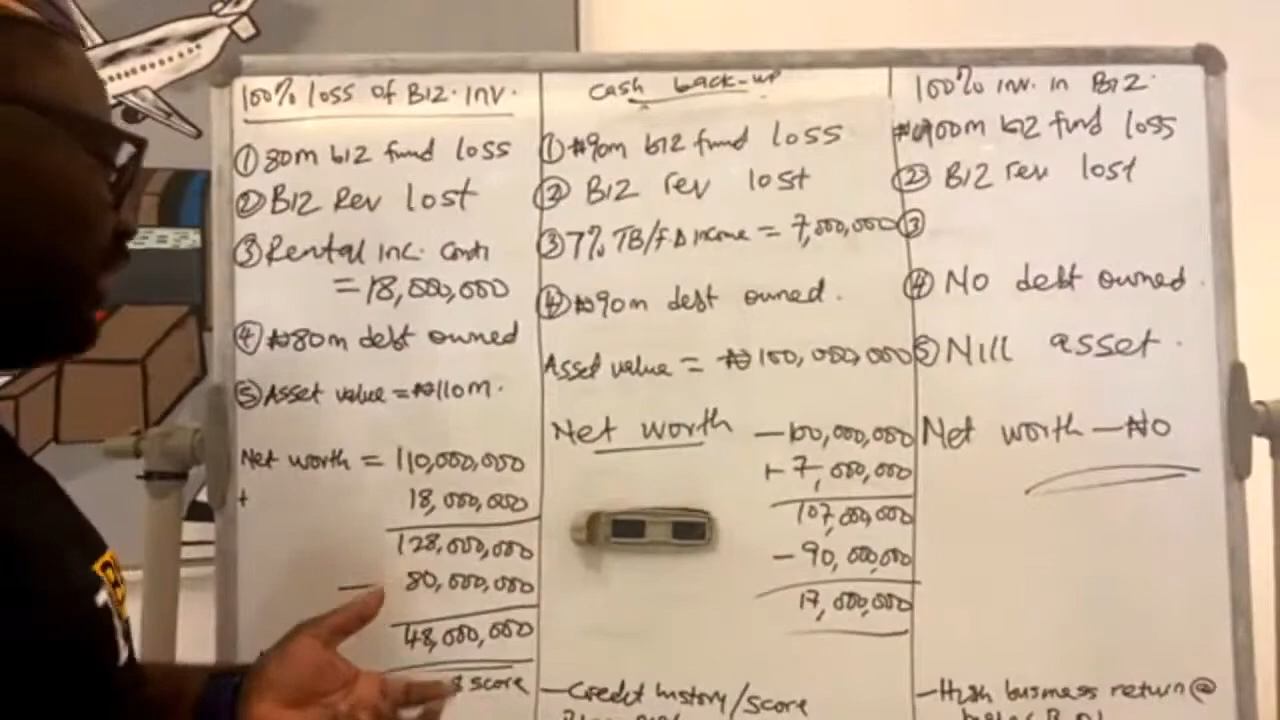 100% loss of Biz. Inv.
① 80m biz fund loss
② Biz Rev lost
③ Rental Inc. Conti
= 18,000,000
④ ₦80m debt owned
⑤ Asset value = ₦110m.
Net worth = 110,000,000
+ 18,000,000
128,000,000
— 80,000,000
48,000,000
score
Cash back-up
① ₦90m biz fund loss
② Biz rev lost
③ 7% TB/FD Income = 7,000,000
④ ₦90m debt owned.
Asset value = ₦100,000,000
Net worth — 100,000,000
+ 7,000,000
107,000,000
- 90,000,000
17,000,000
- Credit history/score
100% inv. in Biz.
100m biz fund loss
② Biz rev lost
③
④ No debt owned.
⑤ Nill asset.
Net worth — ₦0
- High business return @